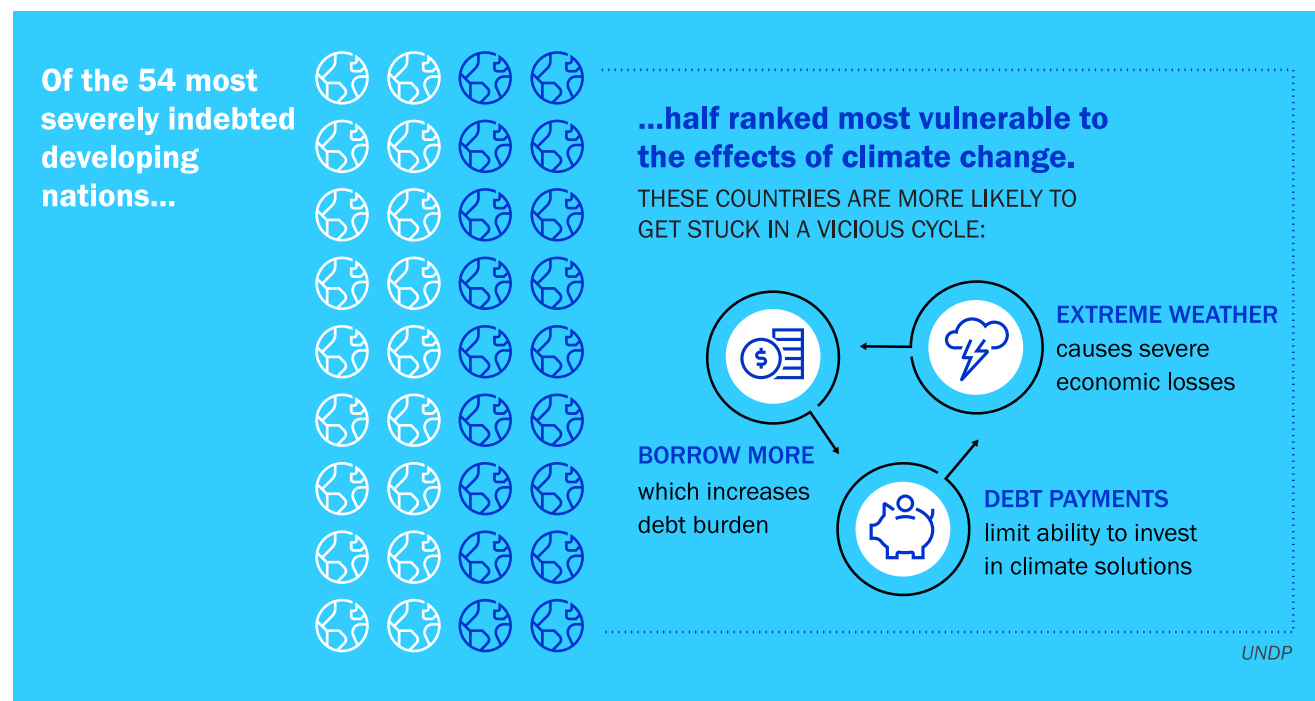 Of the 54 most
severely indebted
developing
nations...
...half ranked most vulnerable to
the effects of climate change.
THESE COUNTRIES ARE MORE LIKELY TO
GET STUCK IN A VICIOUS CYCLE:
$
EXTREME WEATHER
causes severe
economic losses
BORROW MORE
which increases
debt burden
DEBT PAYMENTS
limit ability to invest
in climate solutions
UNDP